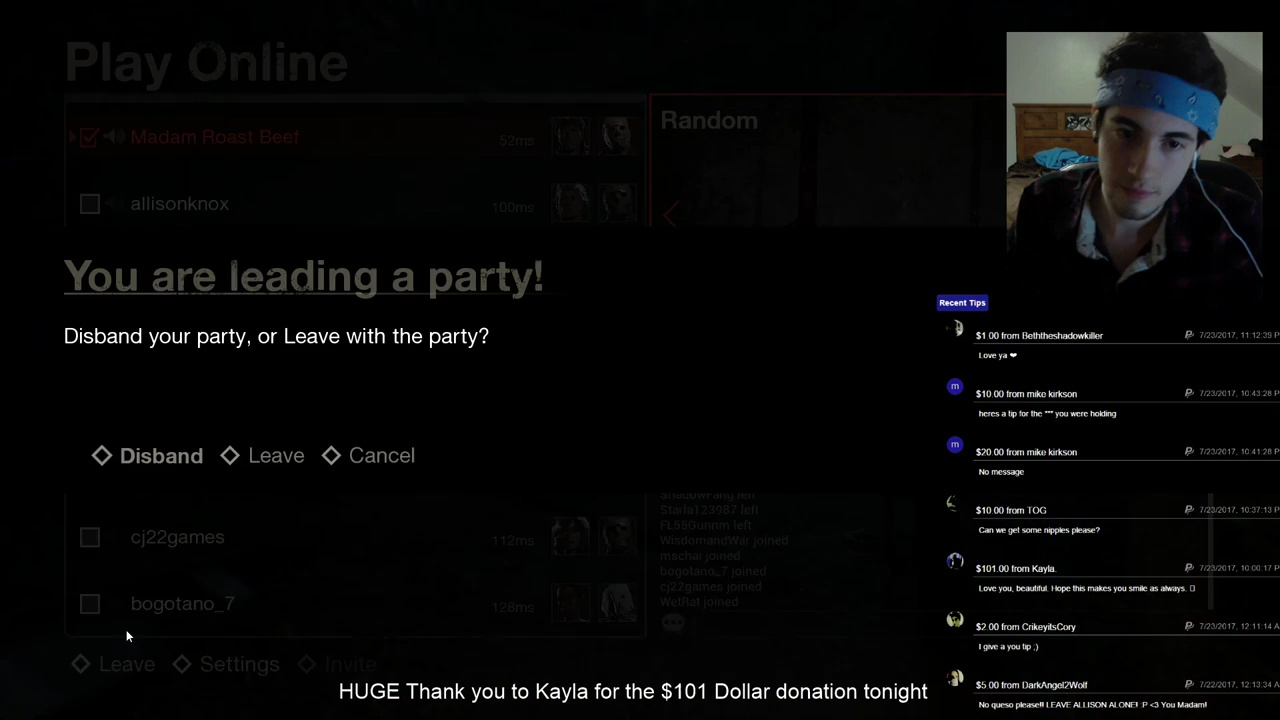 Play Online
Madam Roast Beef
52ms
Random
allisonknox
100ms
You are leading a party!
Disband your party, or Leave with the party?
Disband
Leave
Cancel
left
Starla123987 left
FL55Gunnm left
WisdomandWar joined
mschai joined
bogotano_7 joined
cj22games joined
WetRat joined
cj22games
112ms
bogotano_7
128ms
Leave
Settings
Invite
HUGE Thank you to Kayla for the $101 Dollar donation tonight
Recent Tips
$1.00 from Beththeshadowkiller
7/23/2017, 11:12:39 P
Love ya ❤
m
$10.00 from mike kirkson
7/23/2017, 10:43:28 P
heres a tip for the *** you were holding
m
$20.00 from mike kirkson
7/23/2017, 10:41:28 P
No message
$10.00 from TOG
7/23/2017, 10:37:13 P
Can we get some nipples please?
$101.00 from Kayla.
7/23/2017, 10:00:17 P
Love you, beautiful. Hope this makes you smile as always.
$2.00 from CrikeyitsCory
7/23/2017, 12:11:14 A
I give a you tip ;)
$5.00 from DarkAngel2Wolf
7/22/2017, 12:13:34 A
No queso please!! LEAVE ALLISON ALONE! :P <3 You Madam!